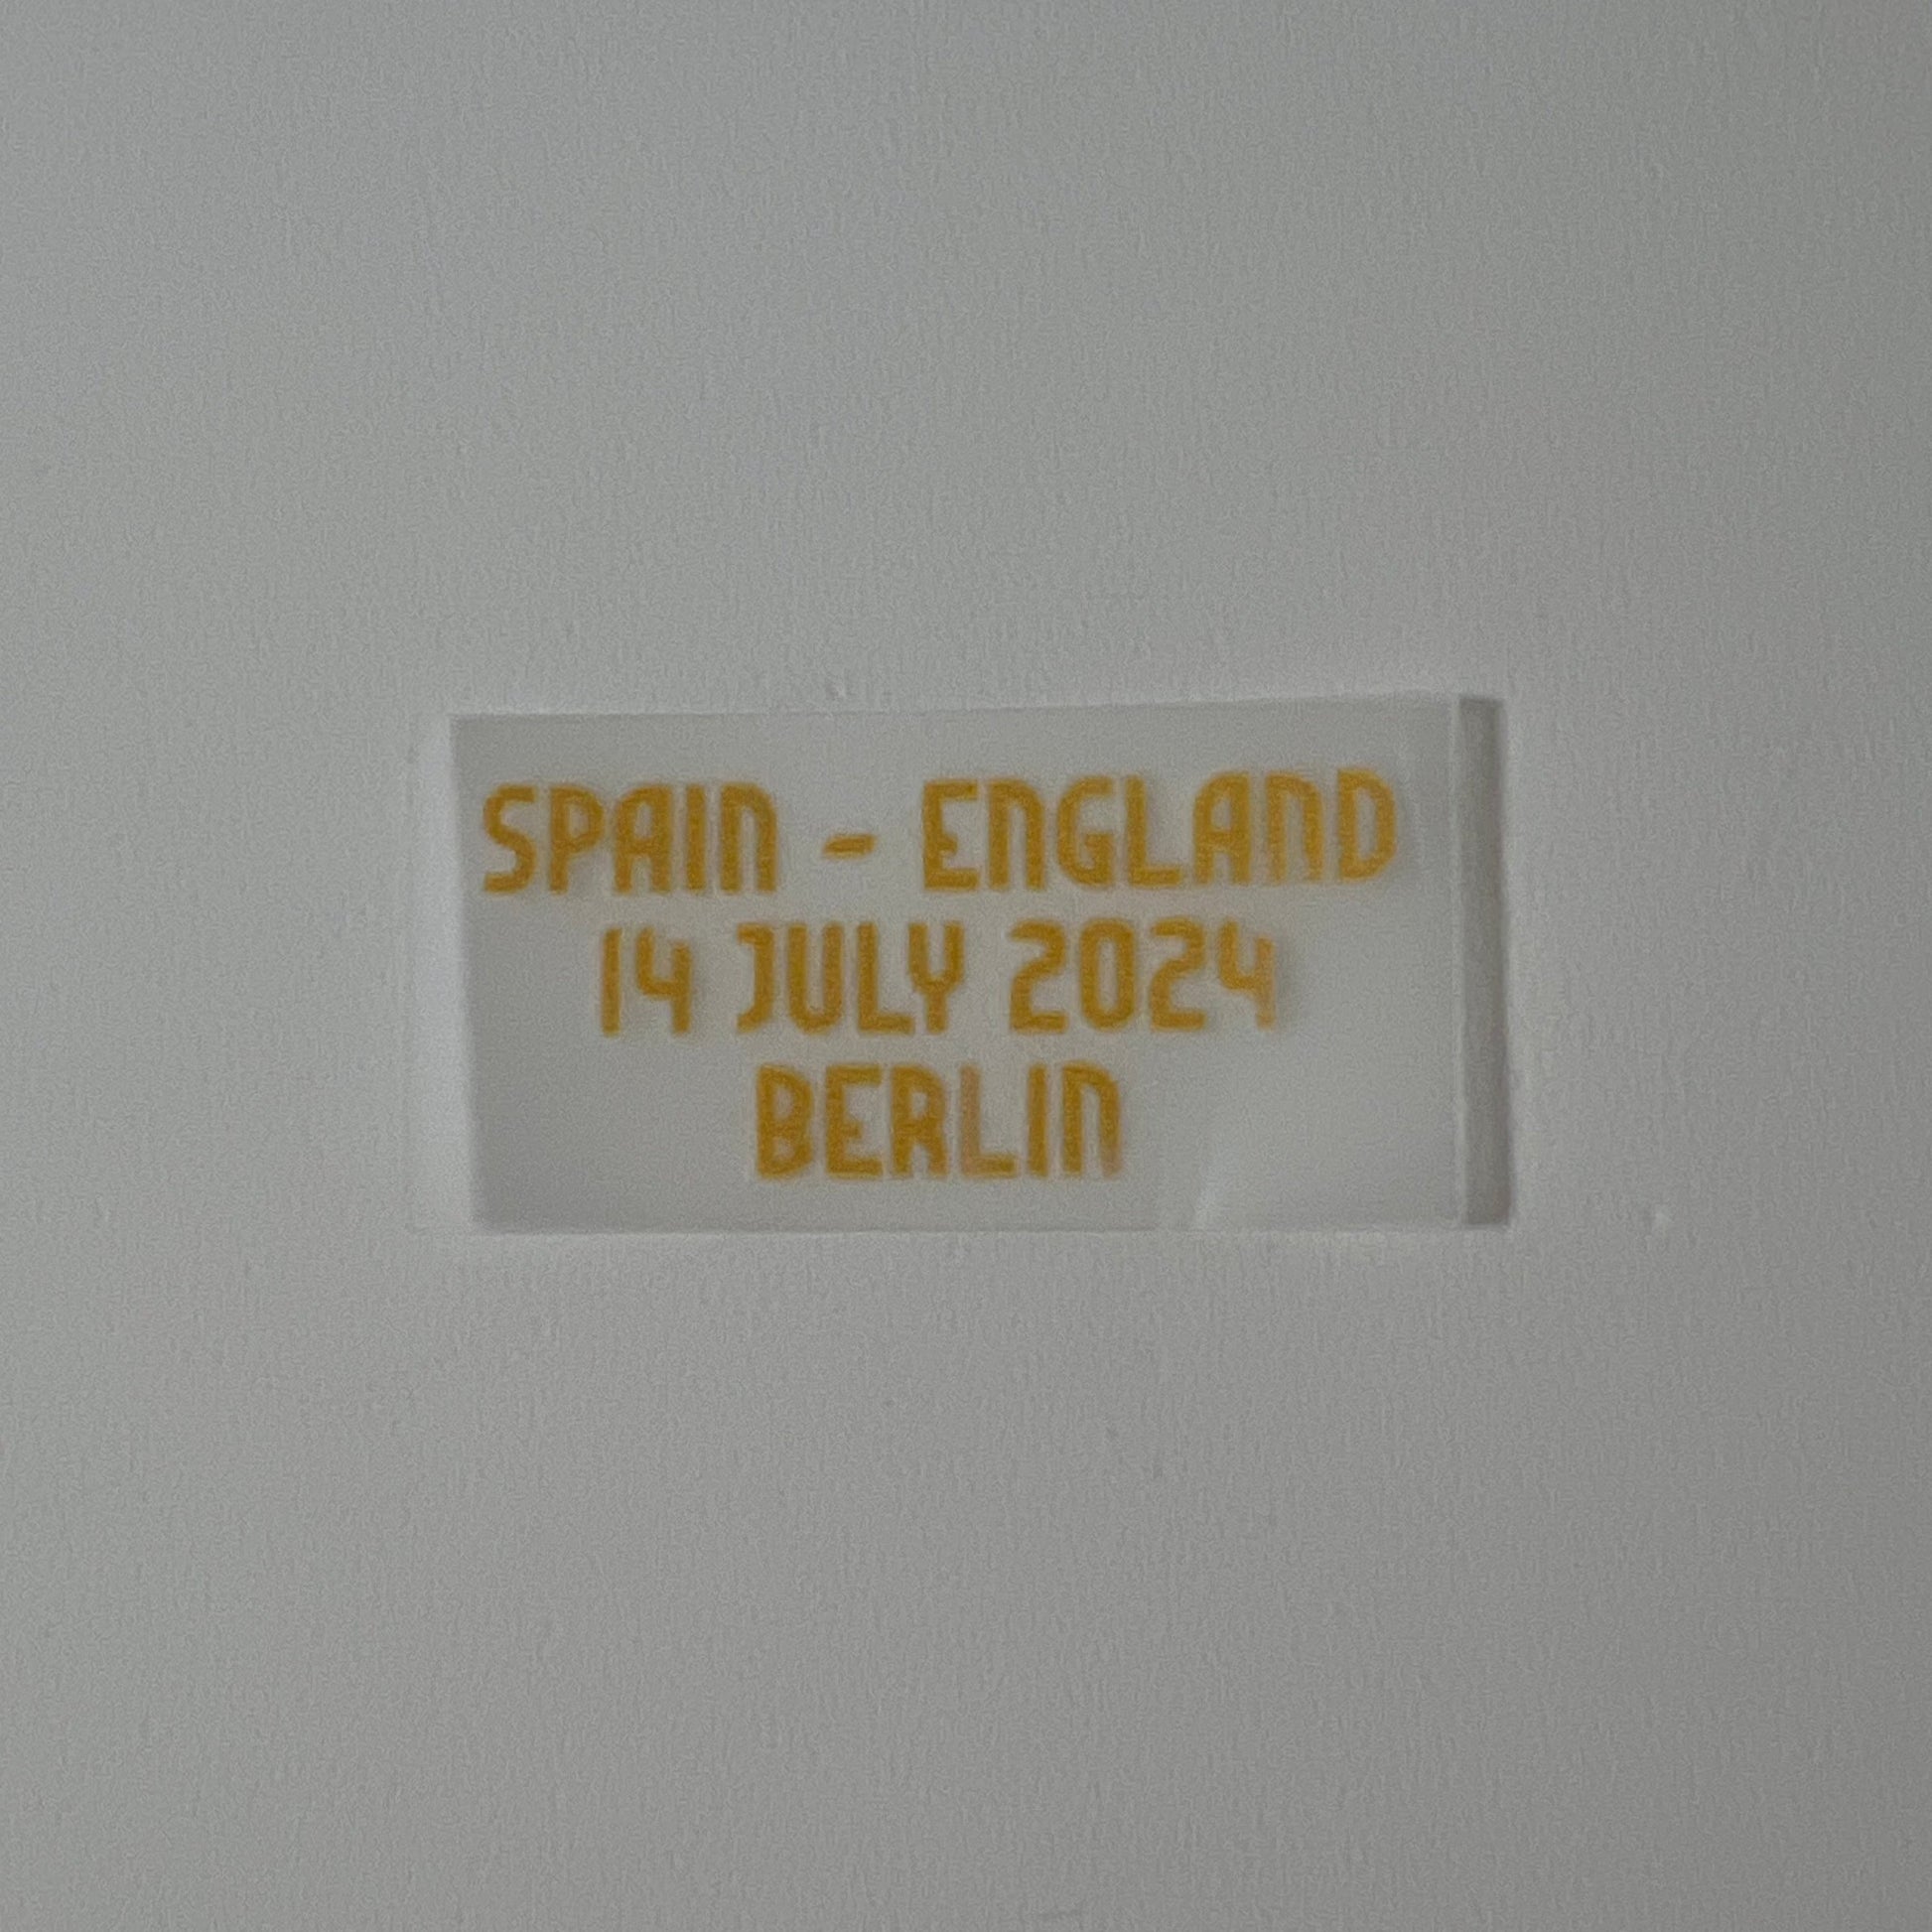 SPAIN - ENGLAND
14 JULY 2024
BERLIN